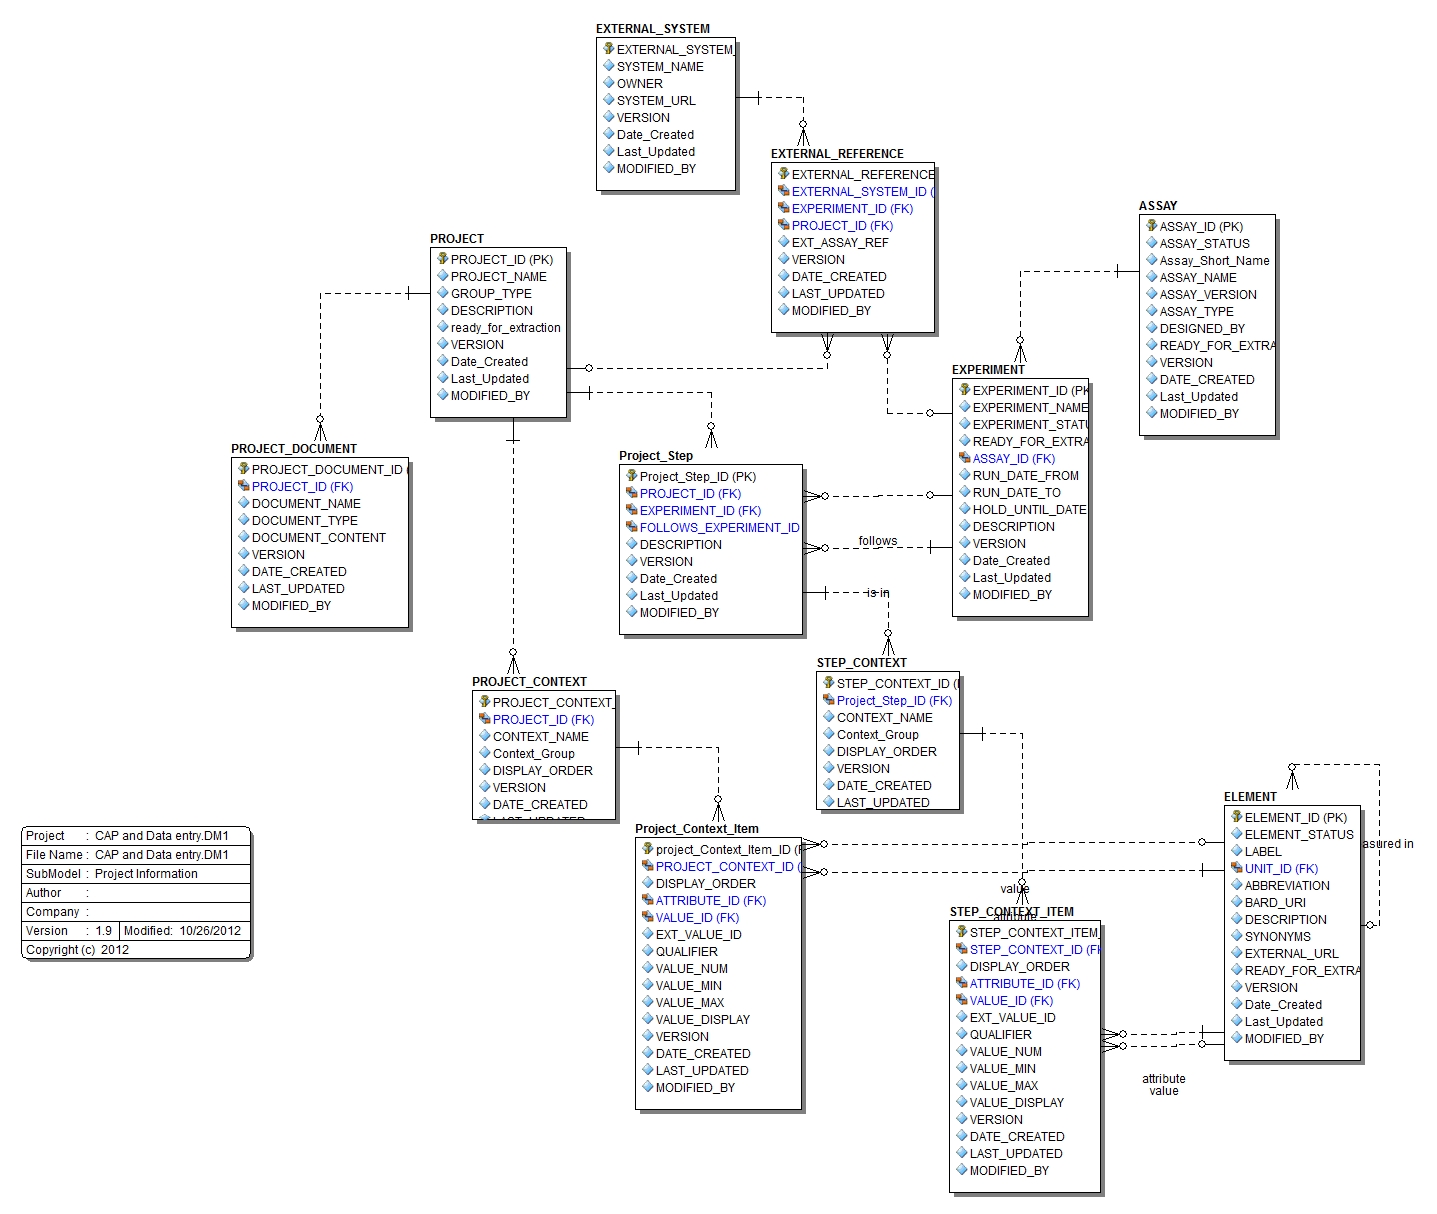 EXTERNAL_SYSTEM
EXTERNAL_SYSTEM_
SYSTEM_NAME
OWNER
SYSTEM_URL
VERSION
Date_Created
Last_Updated
MODIFIED_BY
EXTERNAL_REFERENCE
EXTERNAL_REFERENCE
EXTERNAL_SYSTEM_ID (
EXPERIMENT_ID (FK)
PROJECT_ID (FK)
EXT_ASSAY_REF
VERSION
DATE_CREATED
LAST_UPDATED
MODIFIED_BY
ASSAY
ASSAY_ID (PK)
ASSAY_STATUS
Assay_Short_Name
ASSAY_NAME
ASSAY_VERSION
ASSAY_TYPE
DESIGNED_BY
READY_FOR_EXTRA
VERSION
DATE_CREATED
Last_Updated
MODIFIED_BY
PROJECT
PROJECT_ID (PK)
PROJECT_NAME
GROUP_TYPE
DESCRIPTION
ready_for_extraction
VERSION
Date_Created
Last_Updated
MODIFIED_BY
EXPERIMENT
EXPERIMENT_ID (PK
EXPERIMENT_NAME
EXPERIMENT_STATU
READY_FOR_EXTRA
ASSAY_ID (FK)
RUN_DATE_FROM
RUN_DATE_TO
HOLD_UNTIL_DATE
DESCRIPTION
VERSION
Date_Created
Last_Updated
MODIFIED_BY
PROJECT_DOCUMENT
PROJECT_DOCUMENT_ID (
PROJECT_ID (FK)
DOCUMENT_NAME
DOCUMENT_TYPE
DOCUMENT_CONTENT
VERSION
DATE_CREATED
LAST_UPDATED
MODIFIED_BY
Project_Step
Project_Step_ID (PK)
PROJECT_ID (FK)
EXPERIMENT_ID (FK)
FOLLOWS_EXPERIMENT_ID
DESCRIPTION
VERSION
Date_Created
Last_Updated
MODIFIED_BY
follows
is in
STEP_CONTEXT
STEP_CONTEXT_ID (
Project_Step_ID (FK)
CONTEXT_NAME
Context_Group
DISPLAY_ORDER
VERSION
DATE_CREATED
LAST_UPDATED
PROJECT_CONTEXT
PROJECT_CONTEXT_
PROJECT_ID (FK)
CONTEXT_NAME
Context_Group
DISPLAY_ORDER
VERSION
DATE_CREATED
LAST_UPDATED
Project_Context_Item
project_Context_Item_ID (
PROJECT_CONTEXT_ID (
DISPLAY_ORDER
ATTRIBUTE_ID (FK)
VALUE_ID (FK)
EXT_VALUE_ID
QUALIFIER
VALUE_NUM
VALUE_MIN
VALUE_MAX
VALUE_DISPLAY
VERSION
DATE_CREATED
LAST_UPDATED
MODIFIED_BY
value
attribute
STEP_CONTEXT_ITEM
STEP_CONTEXT_ITEM_
STEP_CONTEXT_ID (FK
DISPLAY_ORDER
ATTRIBUTE_ID (FK)
VALUE_ID (FK)
EXT_VALUE_ID
QUALIFIER
VALUE_NUM
VALUE_MIN
VALUE_MAX
VALUE_DISPLAY
VERSION
DATE_CREATED
LAST_UPDATED
MODIFIED_BY
ELEMENT
ELEMENT_ID (PK)
ELEMENT_STATUS
LABEL
UNIT_ID (FK)
ABBREVIATION
BARD_URI
DESCRIPTION
SYNONYMS
EXTERNAL_URL
READY_FOR_EXTRA
VERSION
Date_Created
Last_Updated
MODIFIED_BY
asured in
attribute
value
Project : CAP and Data entry.DM1
File Name : CAP and Data entry.DM1
SubModel : Project Information
Author :
Company :
Version : 1.9 Modified: 10/26/2012
Copyright (c) 2012